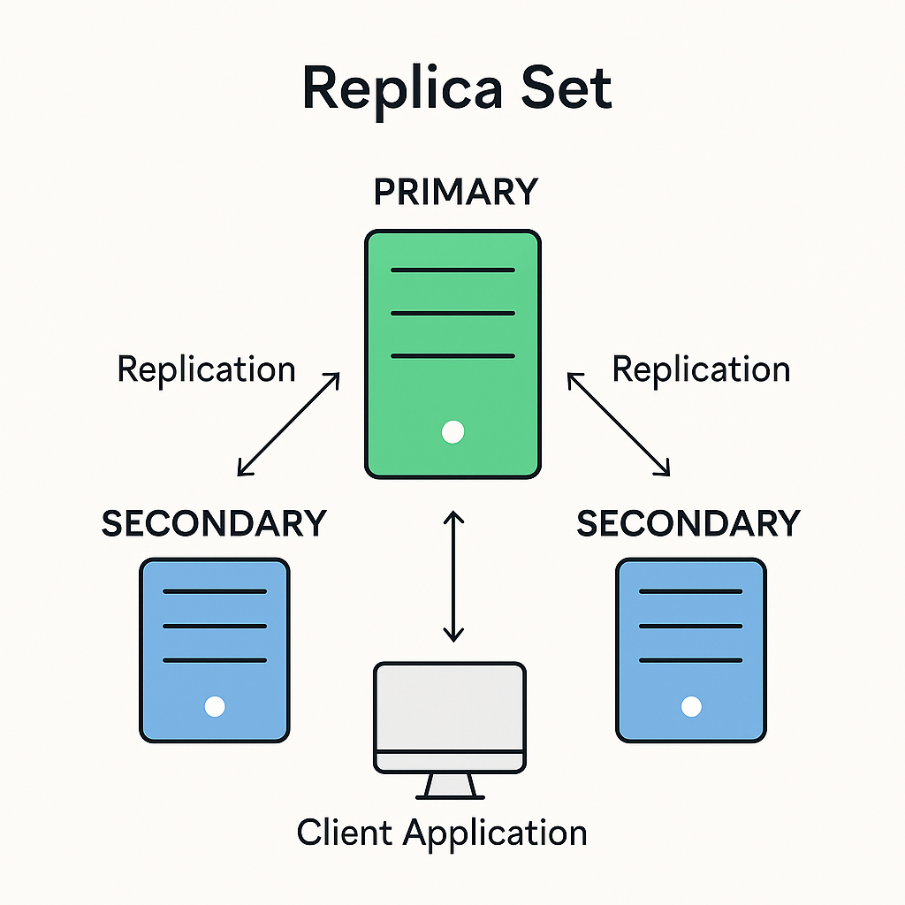 Replica Set
PRIMARY
Replication
Replication
SECONDARY
SECONDARY
Client Application